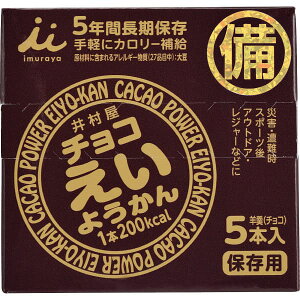 imuraya
5年間長期保存
手軽にカロリー補給
原材料に含まれるアレルギー物質(27品目中):大豆
備
災害・遭難時
スポーツ後
アウトドア・
レジャーなどに
CACAO POWER EIYO-KAN CACAO POWER EIYO-KAN CACAO POWER EIYO-KAN
井村屋
チョコ
えい
ようかん
1本200kcal
羊羹(チョコ)
5本入
保存用